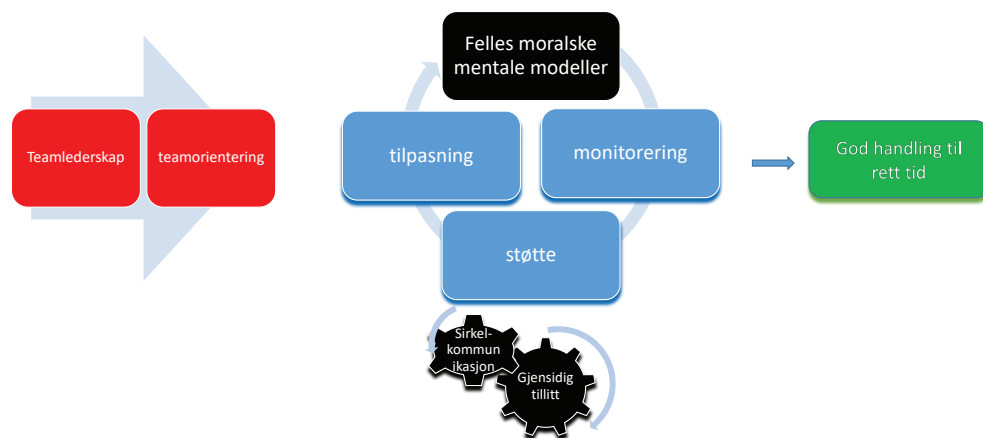 Teamlederskap
teamorientering
Felles moralske
mentale modeller
tilpasning
monitorering
støtte
Sirkel-
kommun
ikasjon
Gjensidig
tillitt
God handling til
rett tid